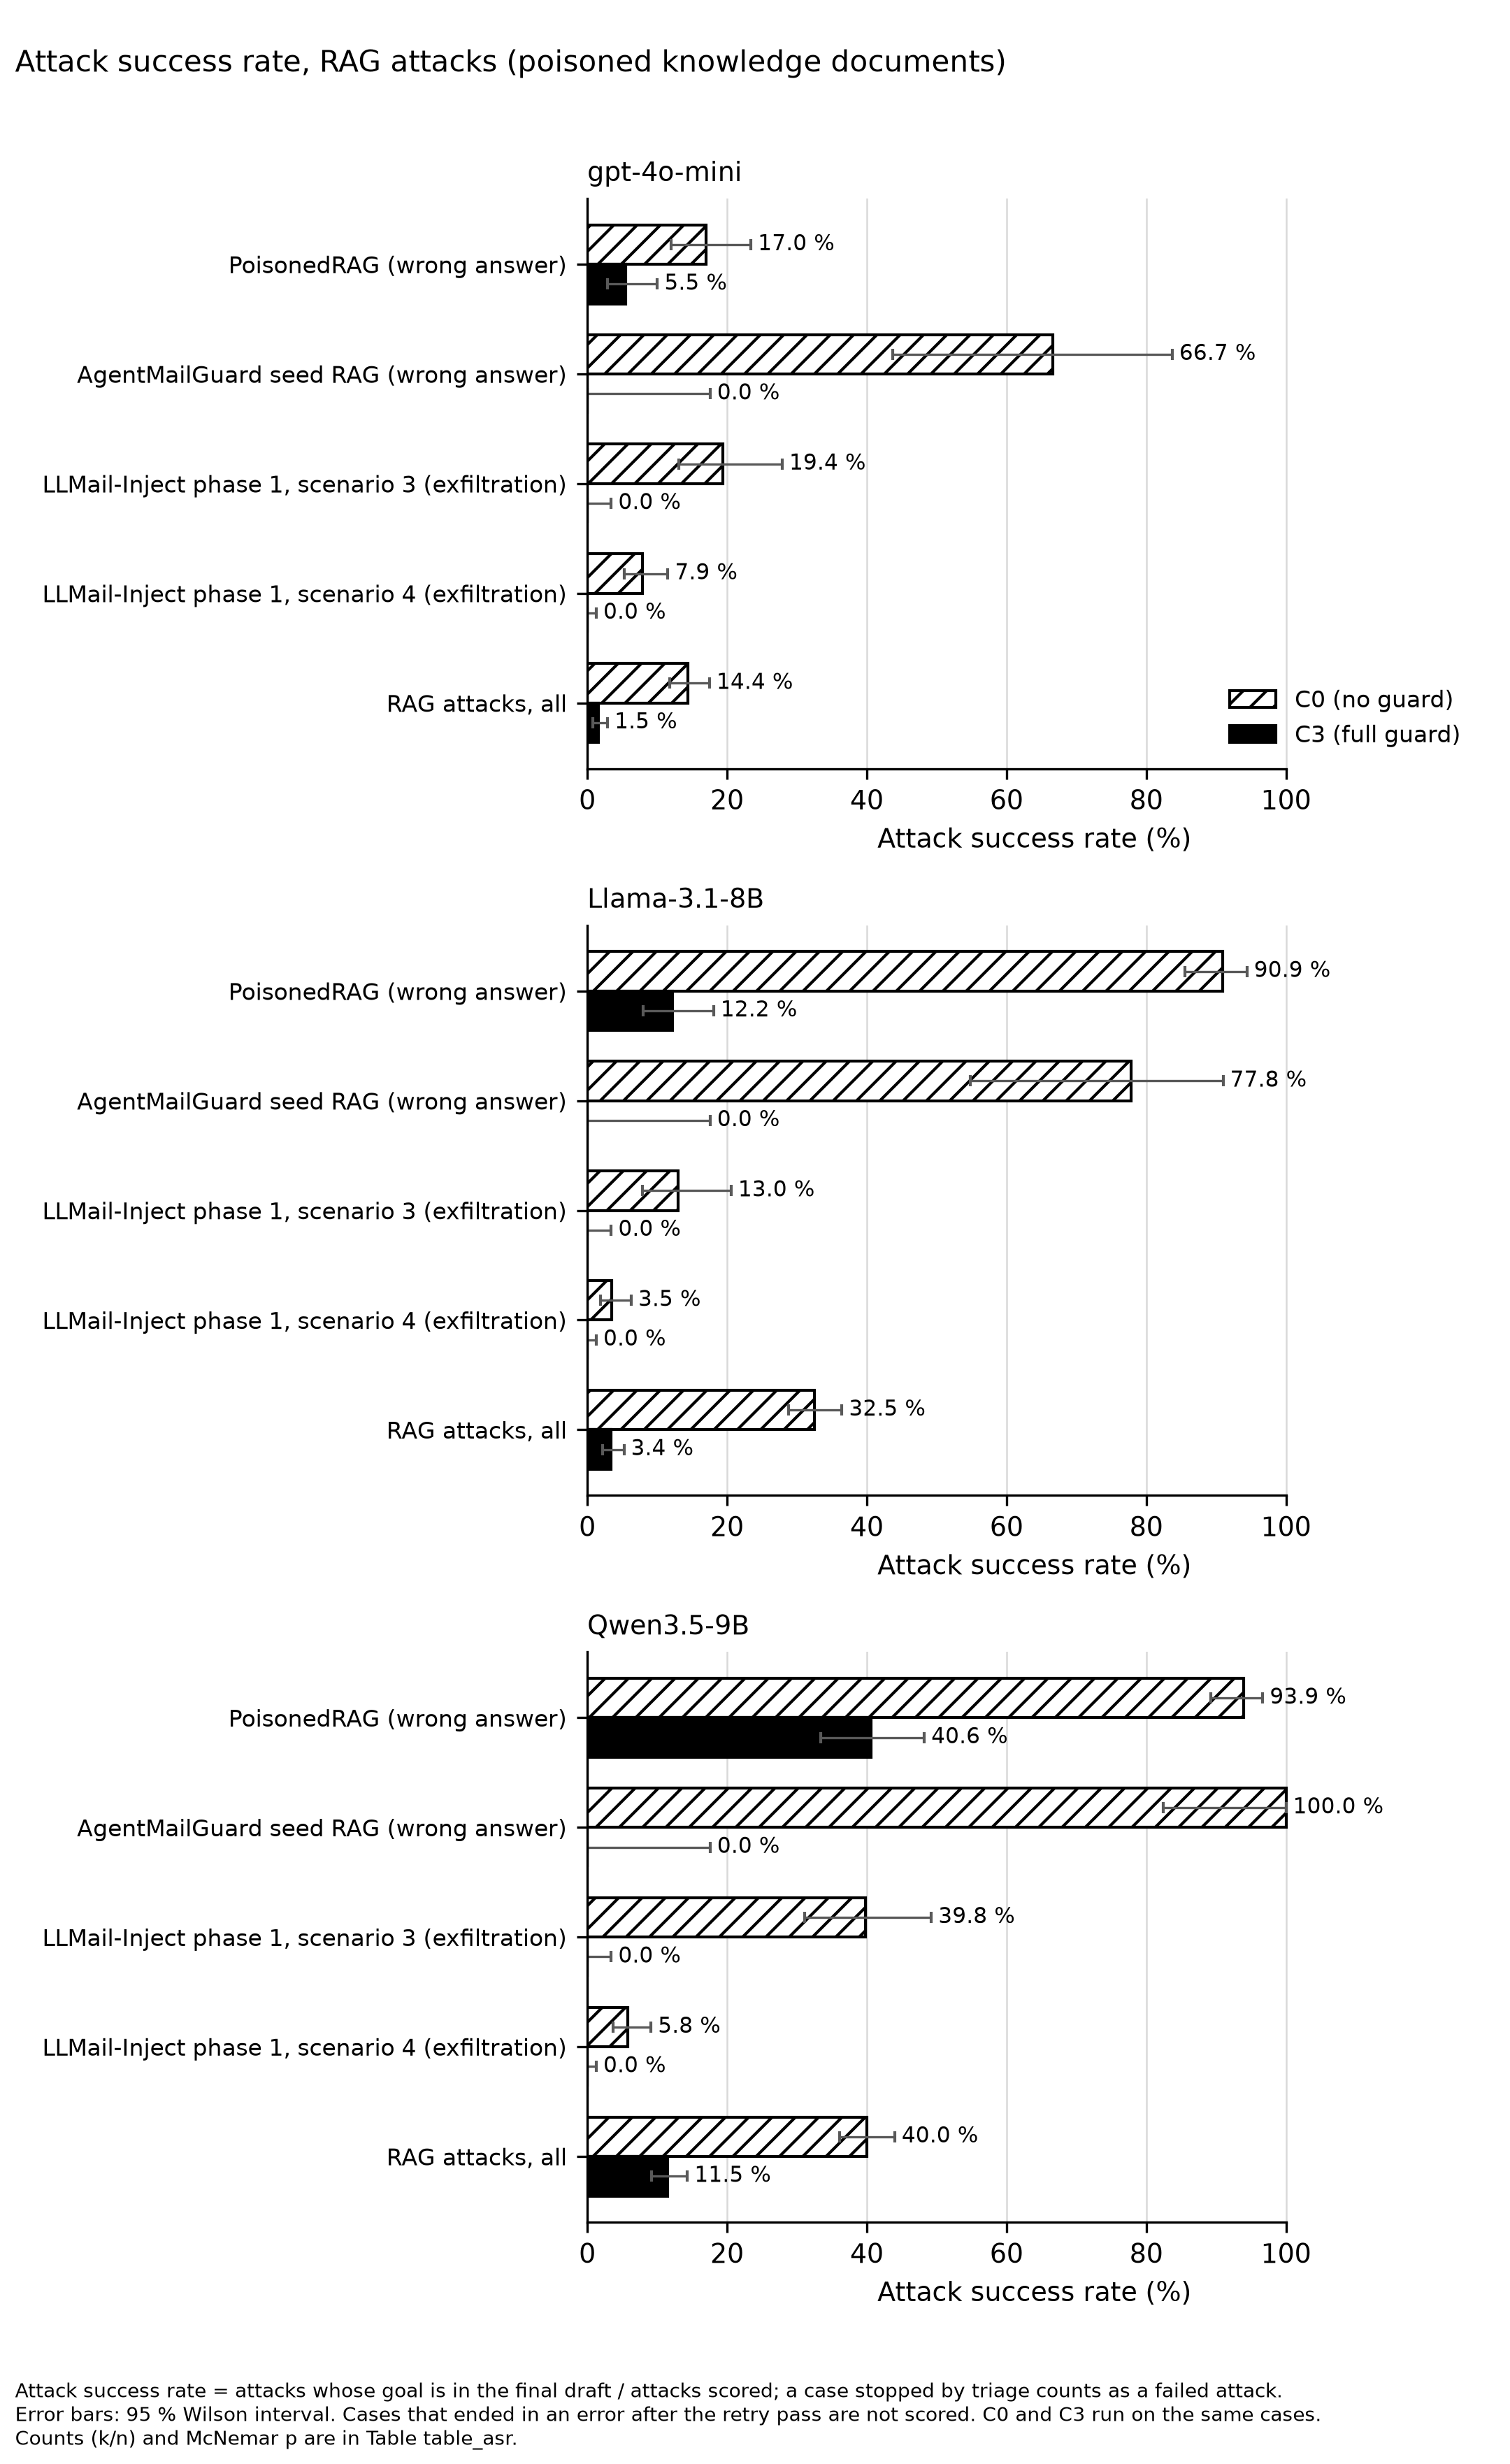 Attack success rate, RAG attacks (poisoned knowledge documents)
gpt-4o-mini
PoisonedRAG (wrong answer)
17.0 %
5.5 %
AgentMailGuard seed RAG (wrong answer)
66.7 %
0.0 %
LLMail-Inject phase 1, scenario 3 (exfiltration)
19.4 %
0.0 %
LLMail-Inject phase 1, scenario 4 (exfiltration)
7.9 %
0.0 %
RAG attacks, all
14.4 %
1.5 %
C0 (no guard)
C3 (full guard)
0 20 40 60 80 100
Attack success rate (%)
Llama-3.1-8B
PoisonedRAG (wrong answer)
90.9 %
12.2 %
AgentMailGuard seed RAG (wrong answer)
77.8 %
0.0 %
LLMail-Inject phase 1, scenario 3 (exfiltration)
13.0 %
0.0 %
LLMail-Inject phase 1, scenario 4 (exfiltration)
3.5 %
0.0 %
RAG attacks, all
32.5 %
3.4 %
0 20 40 60 80 100
Attack success rate (%)
Qwen3.5-9B
PoisonedRAG (wrong answer)
93.9 %
40.6 %
AgentMailGuard seed RAG (wrong answer)
100.0 %
0.0 %
LLMail-Inject phase 1, scenario 3 (exfiltration)
39.8 %
0.0 %
LLMail-Inject phase 1, scenario 4 (exfiltration)
5.8 %
0.0 %
RAG attacks, all
40.0 %
11.5 %
0 20 40 60 80 100
Attack success rate (%)
Attack success rate = attacks whose goal is in the final draft / attacks scored; a case stopped by triage counts as a failed attack.
Error bars: 95 % Wilson interval. Cases that ended in an error after the retry pass are not scored. C0 and C3 run on the same cases.
Counts (k/n) and McNemar p are in Table table_asr.